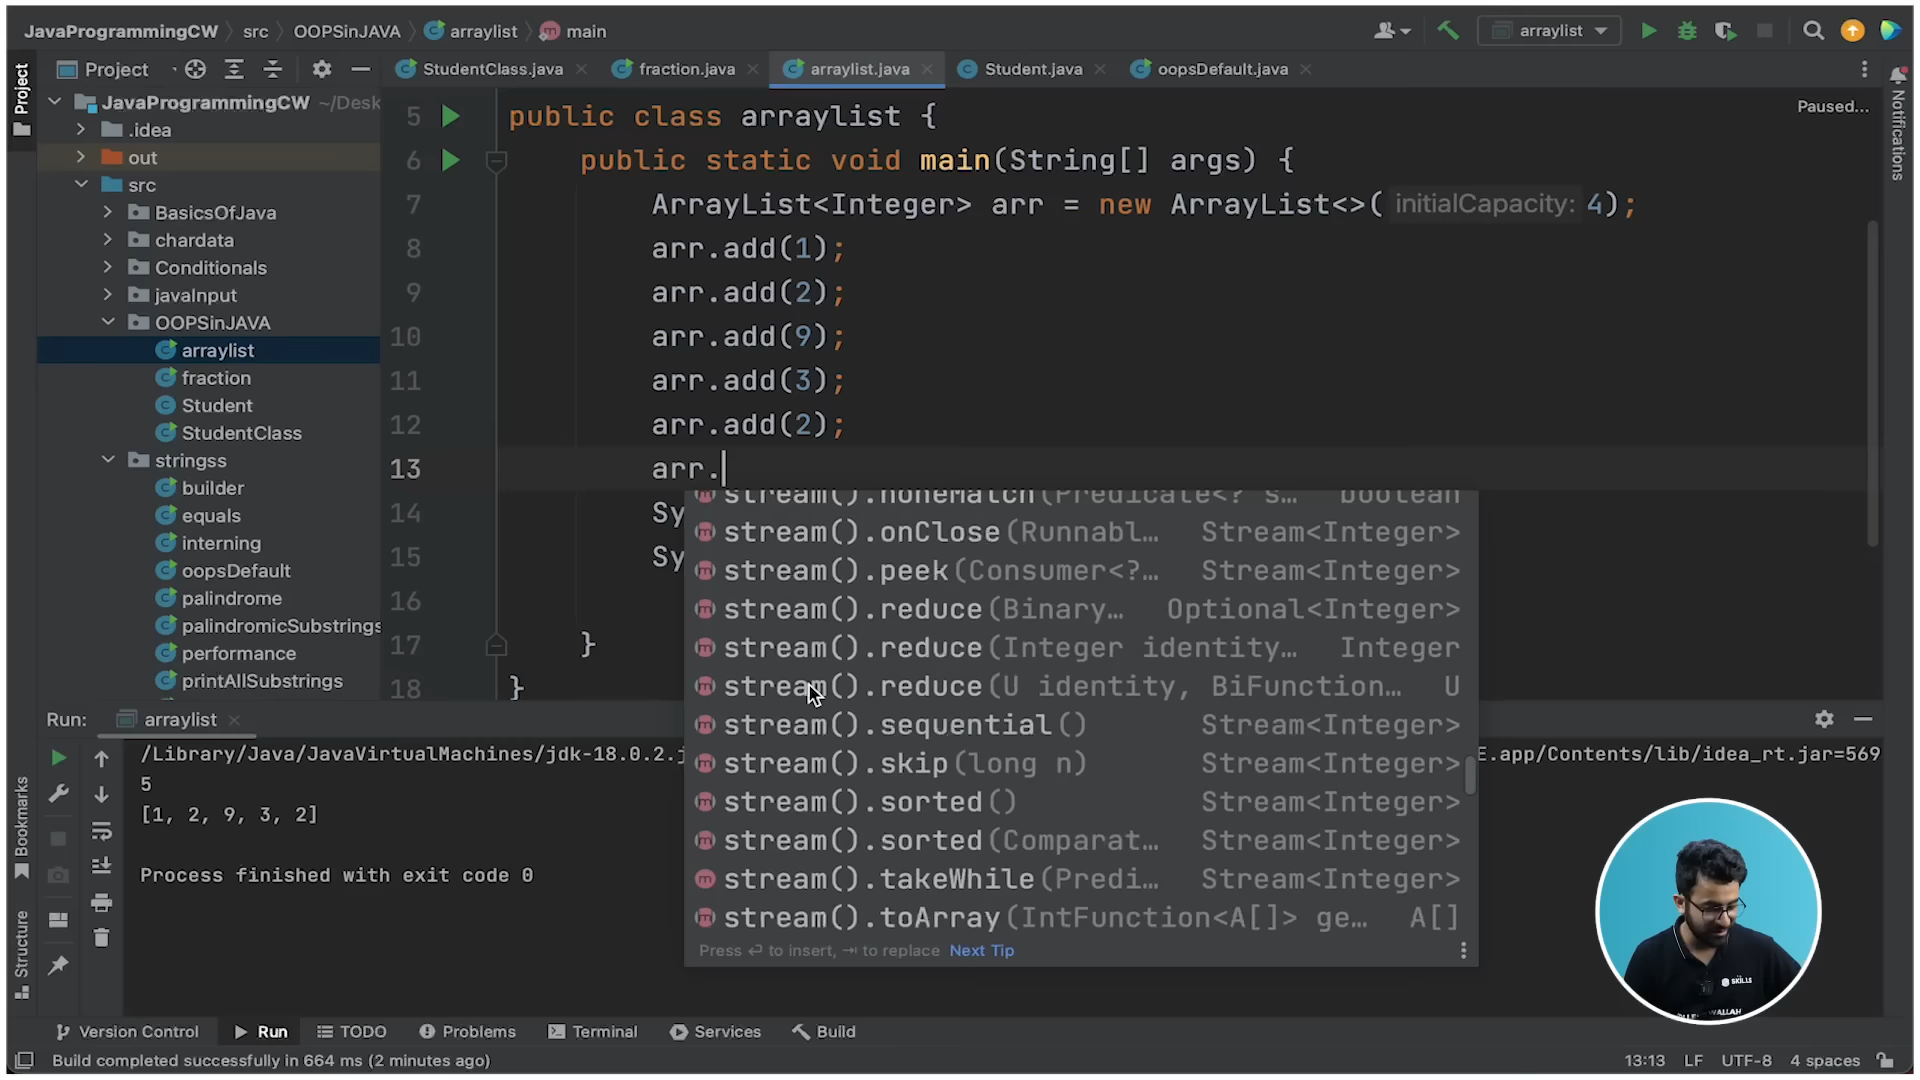 JavaProgrammingCW src OOPSinJAVA arraylist main
arraylist
Project
StudentClass.java fraction.java arraylist.java Student.java oopsDefault.java
Project
JavaProgrammingCW ~/Desk
.idea
out
src
BasicsOfJava
chardata
Conditionals
javaInput
OOPSinJAVA
arraylist
fraction
Student
StudentClass
stringss
builder
equals
interning
oopsDefault
palindrome
palindromicSubstrings
performance
printAllSubstrings
Paused...
Notifications
5 public class arraylist {
6 public static void main(String[] args) {
7 ArrayList<Integer> arr = new ArrayList<>( initialCapacity: 4);
8 arr.add(1);
9 arr.add(2);
10 arr.add(9);
11 arr.add(3);
12 arr.add(2);
13 arr.
14 Sy
15 Sy
16
17 }
18 }
stream().noneMatch(Predicate<? s… boolean
stream().onClose(Runnabl… Stream<Integer>
stream().peek(Consumer<?… Stream<Integer>
stream().reduce(Binary… Optional<Integer>
stream().reduce(Integer identity… Integer
stream().reduce(U identity, BiFunction… U
stream().sequential() Stream<Integer>
stream().skip(long n) Stream<Integer>
stream().sorted() Stream<Integer>
stream().sorted(Comparat… Stream<Integer>
stream().takeWhile(Predi… Stream<Integer>
stream().toArray(IntFunction<A[]> ge… A[]
Press ↩ to insert, ⇥ to replace Next Tip
Run: arraylist
/Library/Java/JavaVirtualMachines/jdk-18.0.2.j
E.app/Contents/lib/idea_rt.jar=569
5
[1, 2, 9, 3, 2]
Process finished with exit code 0
Bookmarks
Structure
SKILLS
Version Control Run TODO Problems Terminal Services Build
Build completed successfully in 664 ms (2 minutes ago)
13:13 LF UTF-8 4 spaces